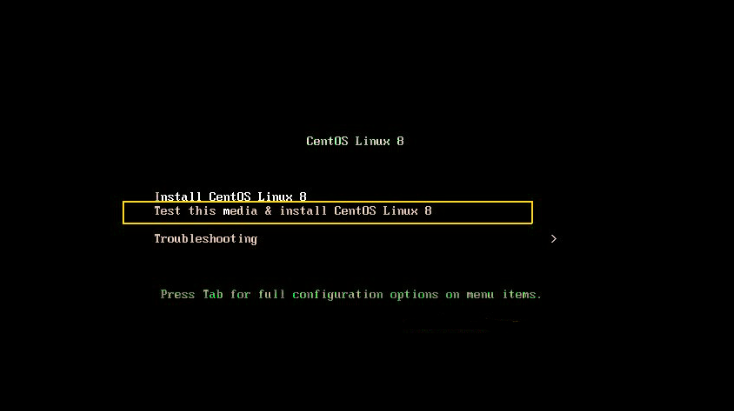 CentOS Linux 8
Install CentOS Linux 8
Test this media & install CentOS Linux 8
Troubleshooting >
Press Tab for full configuration options on menu items.